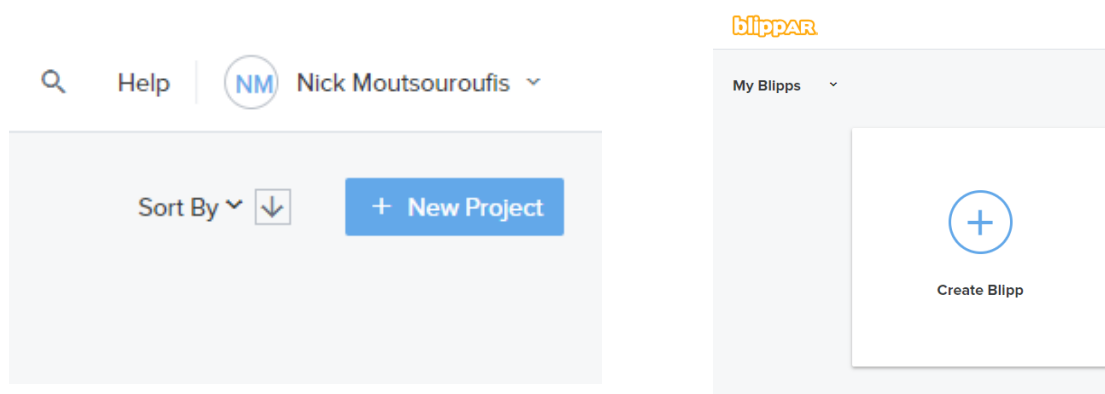 Help
NM
Nick Moutsouroufis
Sort By
+ New Project
blippAR
My Blipps
Create Blipp